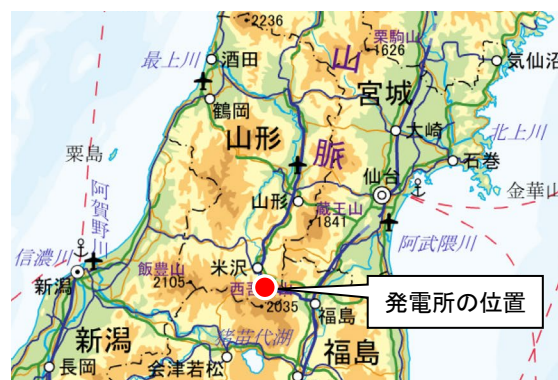 2236
栗駒山
1626
山
気仙沼
最上川
酒田
宮城
鶴岡
大崎
北上川
山形
脈
粟島
石巻
仙台
金華山
阿賀野川
山形
蔵王山
1841
阿武隈川
信濃川
飯豊山
2105
米沢
新潟
2035
福島
発電所の位置
新潟
猪苗代湖
福島
長岡
会津若松